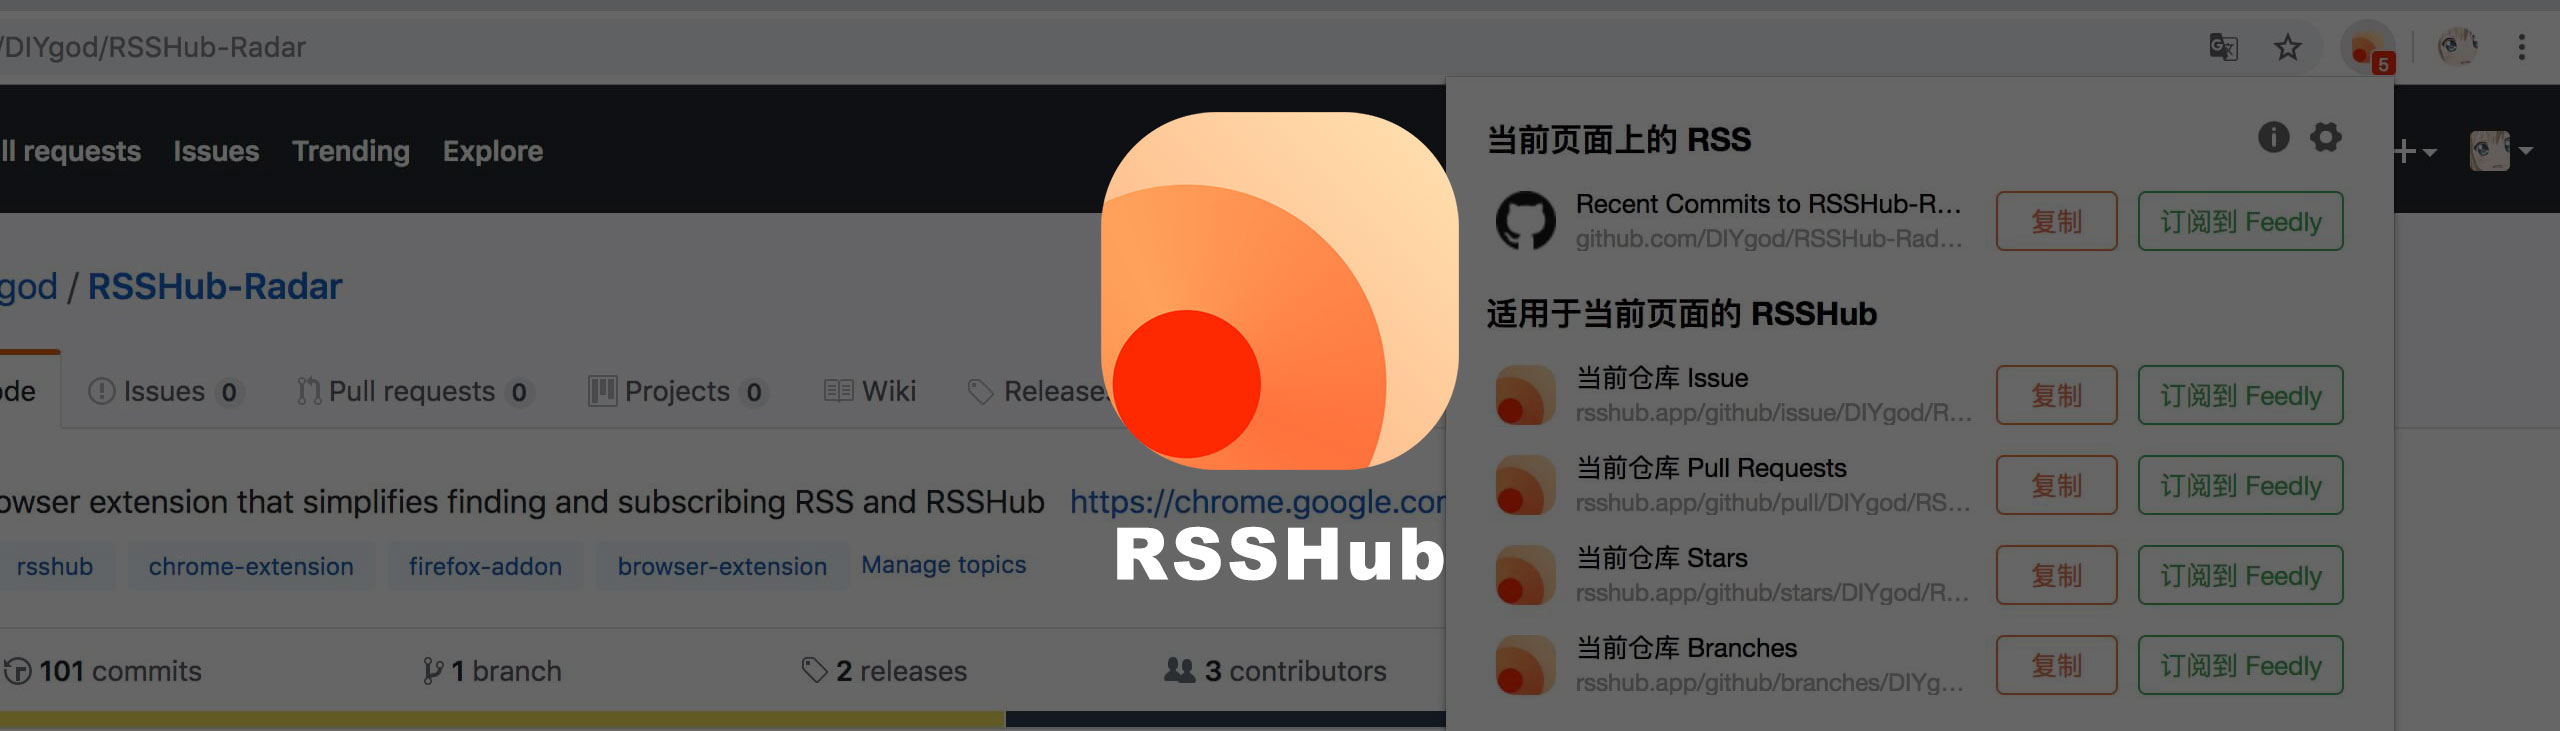 /DIYgod/RSSHub-Radar
5
ll requests Issues Trending Explore
god / RSSHub-Radar
ode Issues 0 Pull requests 0 Projects 0 Wiki Releases
owser extension that simplifies finding and subscribing RSS and RSSHub https://chrome.google.cor
RSSHub
rsshub chrome-extension firefox-addon browser-extension Manage topics
101 commits 1 branch 2 releases 3 contributors
当前页面上的 RSS
Recent Commits to RSSHub-R...
github.com/DIYgod/RSSHub-Rad...
复制 订阅到 Feedly
适用于当前页面的 RSSHub
当前仓库 Issue
rsshub.app/github/issue/DIYgod/R...
复制 订阅到 Feedly
当前仓库 Pull Requests
rsshub.app/github/pull/DIYgod/RS...
复制 订阅到 Feedly
当前仓库 Stars
rsshub.app/github/stars/DIYgod/R...
复制 订阅到 Feedly
当前仓库 Branches
rsshub.app/github/branches/DIYg...
复制 订阅到 Feedly